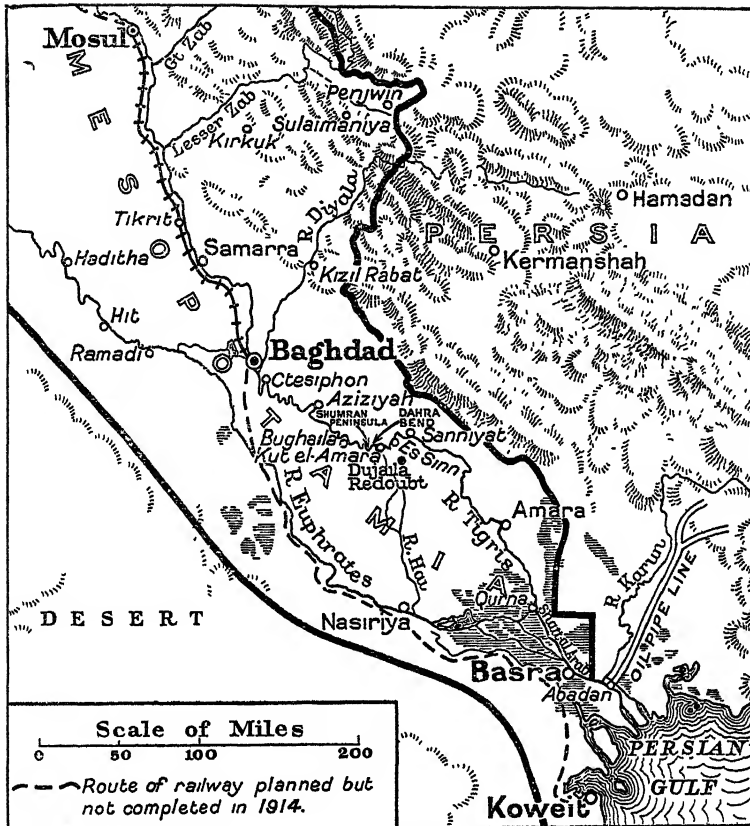 Mosul
Gt Zab
MESOPOTAMIA
Lesser Zab
Penjwin
Sulaimaniya
Kirkuk
R. Diyala
Hamadan
PERSIA
Kermanshah
Tikrit
Samarra
Haditha
Kizil Rabat
Hit
Ramadi
Baghdad
Ctesiphon
Aziziyah
SHUMRAN
PENINSULA
DAHRA
BEND
Bughaila
Sanniyat
Kut el-Amara
Es Sinn
Dujaila
Redoubt
R. Euphrates
R. Tigris
Amara
R. Hai
R. Karun
OIL PIPE LINE
Qurna
Shatt al Arab
DESERT
Nasiriya
Basra
Abadan
PERSIAN
GULF
Koweit
Scale of Miles
0 50 100 200
Route of railway planned but
not completed in 1914.